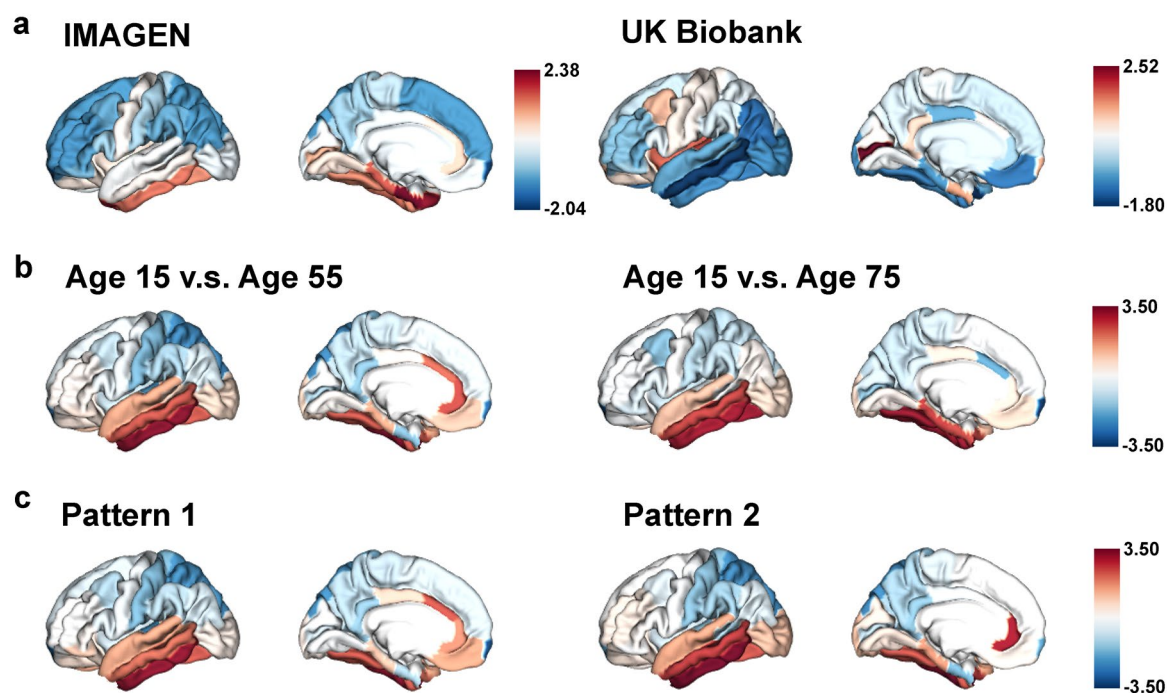 a
IMAGEN
UK Biobank
2.38
-2.04
2.52
-1.80
b
Age 15 v.s. Age 55
Age 15 v.s. Age 75
3.50
-3.50
c
Pattern 1
Pattern 2
3.50
-3.50